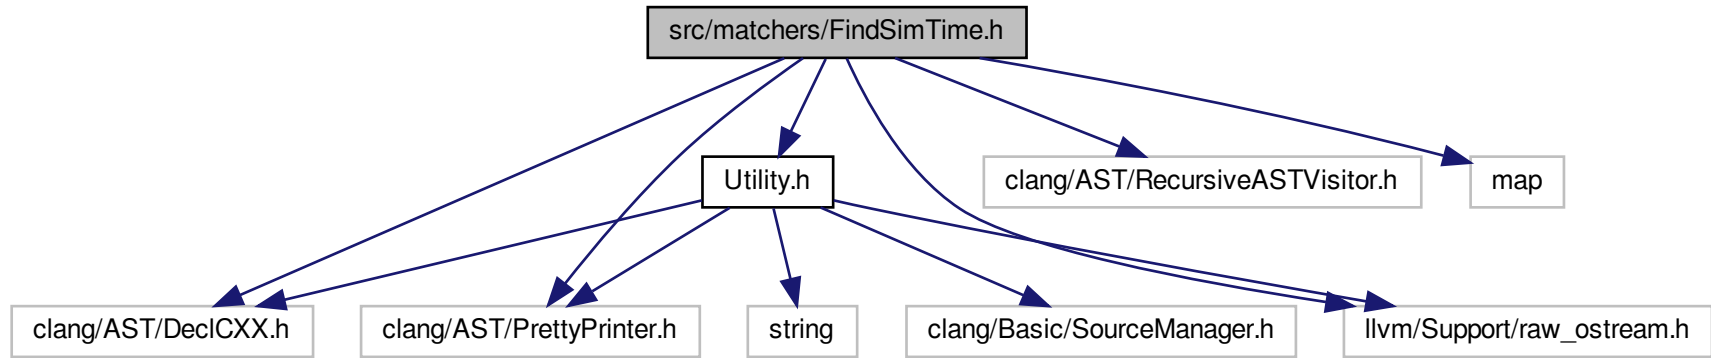 src/matchers/FindSimTime.h
Utility.h
clang/AST/RecursiveASTVisitor.h
map
clang/AST/DeclCXX.h
clang/AST/PrettyPrinter.h
string
clang/Basic/SourceManager.h
llvm/Support/raw_ostream.h